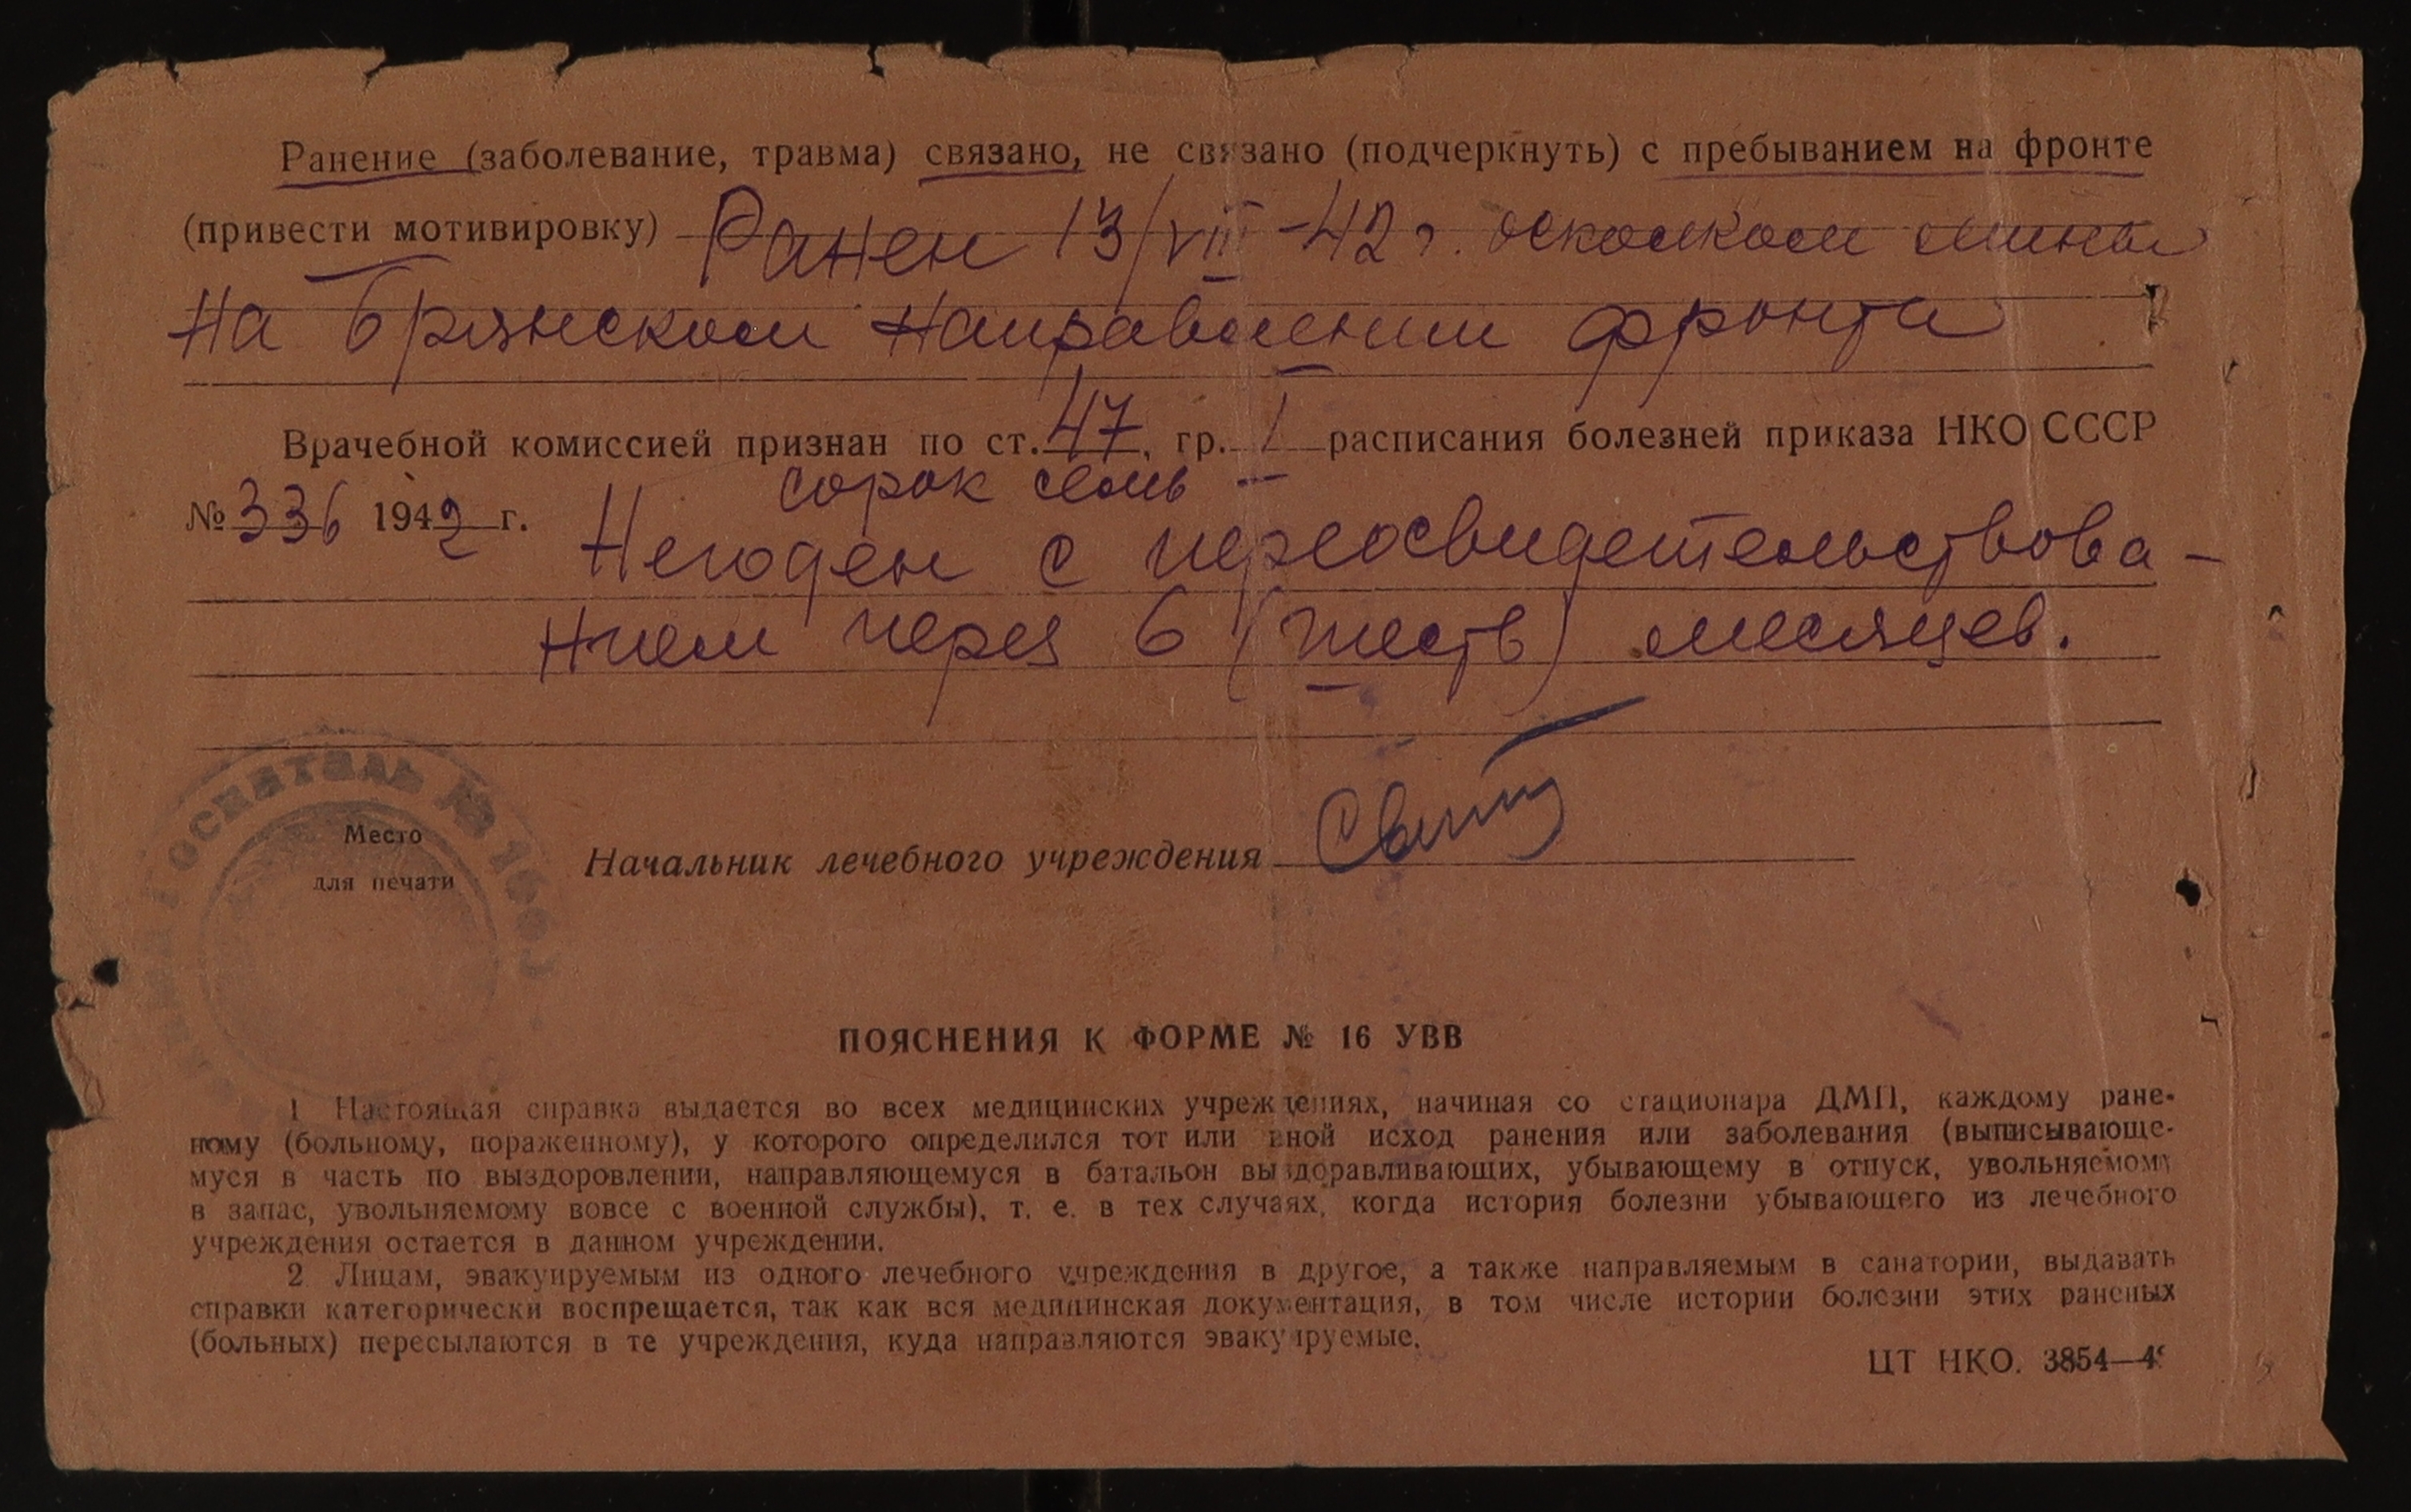 Ранение (заболевание, травма) связано, не связано (подчеркнуть) с пребыванием на фронте
(привести мотивировку) Ранен 13/VIII-42 г. осколком мины
на Брянском направлении фронта
Врачебной комиссией признан по ст. 47, гр. I расписания болезней приказа НКО СССР
сорок семь
№ 336 1942 г. Негоден с переосвидетельствова-
нием через 6 (шесть) месяцев.
ГОСПИТАЛЬ №
Место
для печати
Начальник лечебного учреждения
ПОЯСНЕНИЯ К ФОРМЕ № 16 УВВ
1 Настоящая справка выдается во всех медицинских учреждениях, начиная со стационара ДМП, каждому ране-
ному (больному, пораженному), у которого определился тот или иной исход ранения или заболевания (выписывающе-
муся в часть по выздоровлении, направляющемуся в батальон выздоравливающих, убывающему в отпуск, увольняемому
в запас, увольняемому вовсе с военной службы), т. е. в тех случаях, когда история болезни убывающего из лечебного
учреждения остается в данном учреждении.
2 Лицам, эвакуируемым из одного лечебного учреждения в другое, а также направляемым в санатории, выдавать
справки категорически воспрещается, так как вся медицинская документация, в том числе истории болезни этих раненых
(больных) пересылаются в те учреждения, куда направляются эвакуируемые.
ЦТ НКО. 3854—4